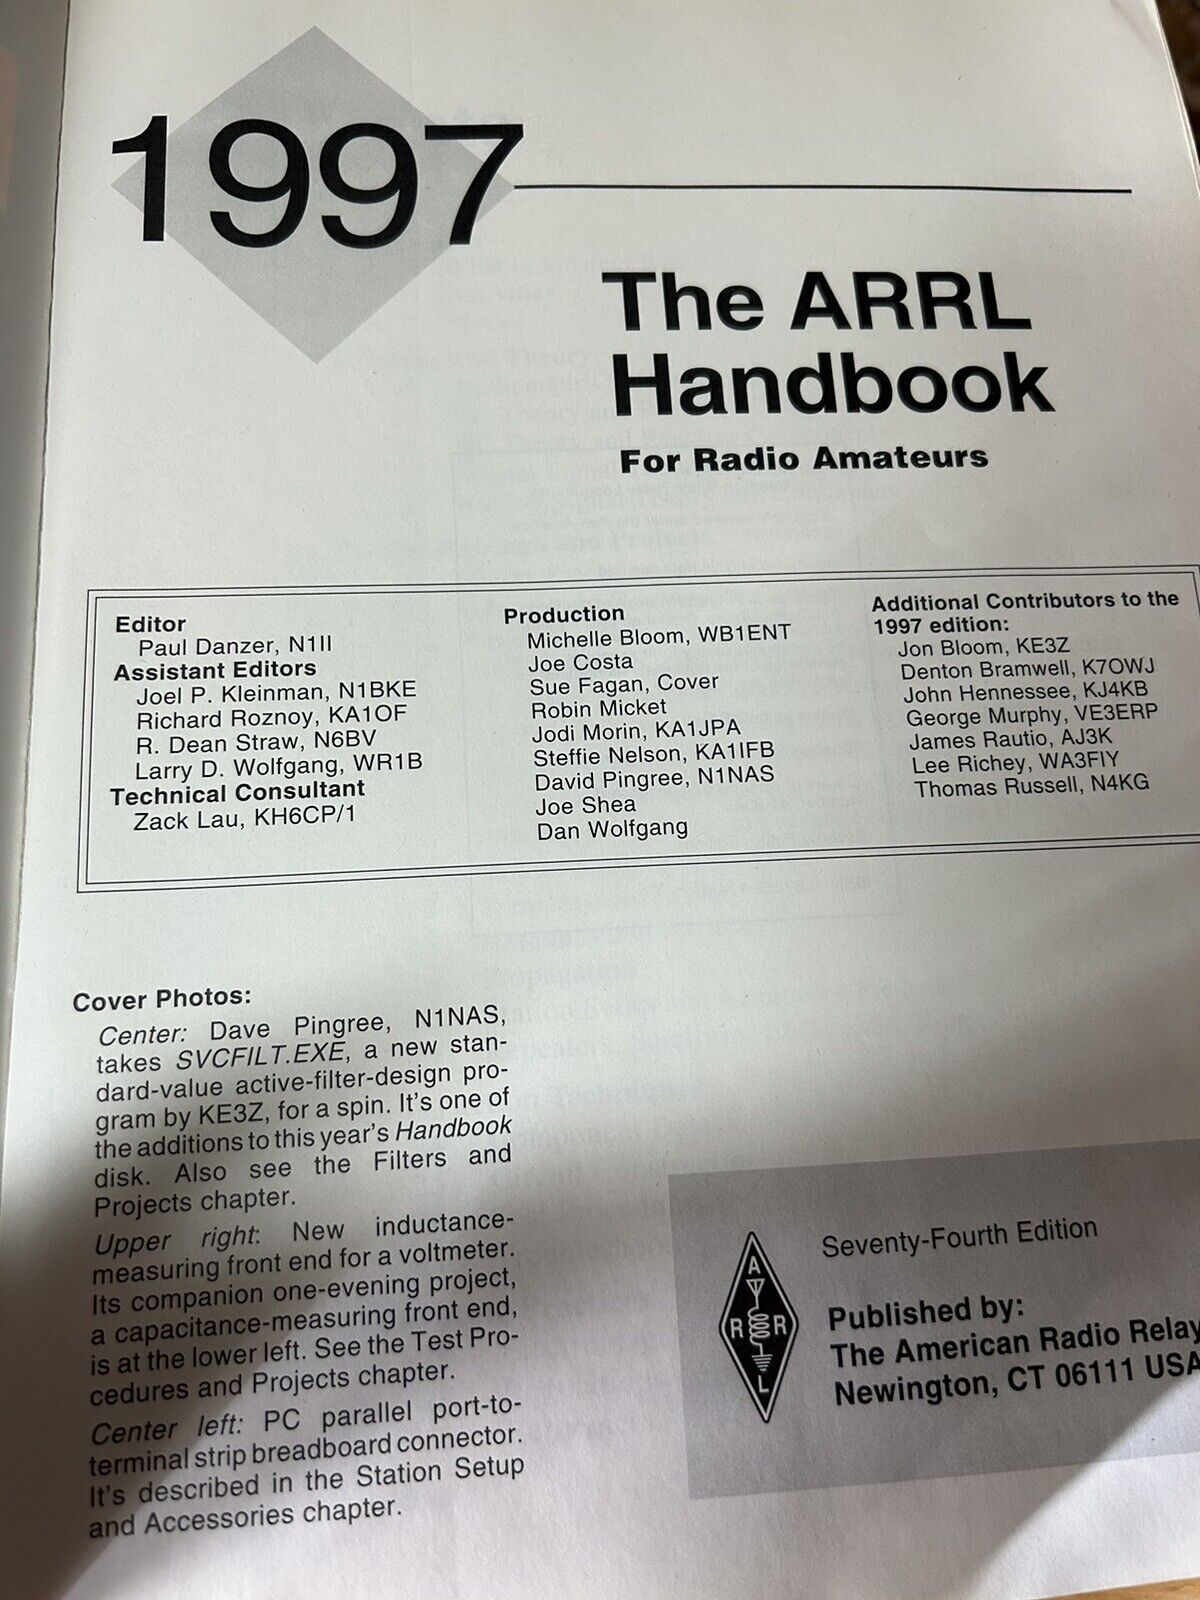 1997
The ARRL
Handbook
For Radio Amateurs
Editor
Paul Danzer, N1II
Assistant Editors
Joel P. Kleinman, N1BKE
Richard Roznoy, KA1OF
R. Dean Straw, N6BV
Larry D. Wolfgang, WR1B
Technical Consultant
Zack Lau, KH6CP/1
Production
Michelle Bloom, WB1ENT
Joe Costa
Sue Fagan, Cover
Robin Micket
Jodi Morin, KA1JPA
Steffie Nelson, KA1IFB
David Pingree, N1NAS
Joe Shea
Dan Wolfgang
Additional Contributors to the
1997 edition:
Jon Bloom, KE3Z
Denton Bramwell, K7OWJ
John Hennessee, KJ4KB
George Murphy, VE3ERP
James Rautio, AJ3K
Lee Richey, WA3FIY
Thomas Russell, N4KG
Cover Photos:
Center: Dave Pingree, N1NAS,
takes SVCFILT.EXE, a new stan-
dard-value active-filter-design pro-
gram by KE3Z, for a spin. It's one of
the additions to this year's Handbook
disk. Also see the Filters and
Projects chapter.
Upper right: New inductance-
measuring front end for a voltmeter.
Its companion one-evening project,
a capacitance-measuring front end,
is at the lower left. See the Test Pro-
cedures and Projects chapter.
Center left: PC parallel port-to-
terminal strip breadboard connector.
It's described in the Station Setup
and Accessories chapter.
A
R R
L
Seventy-Fourth Edition
Published by:
The American Radio Relay
Newington, CT 06111 USA